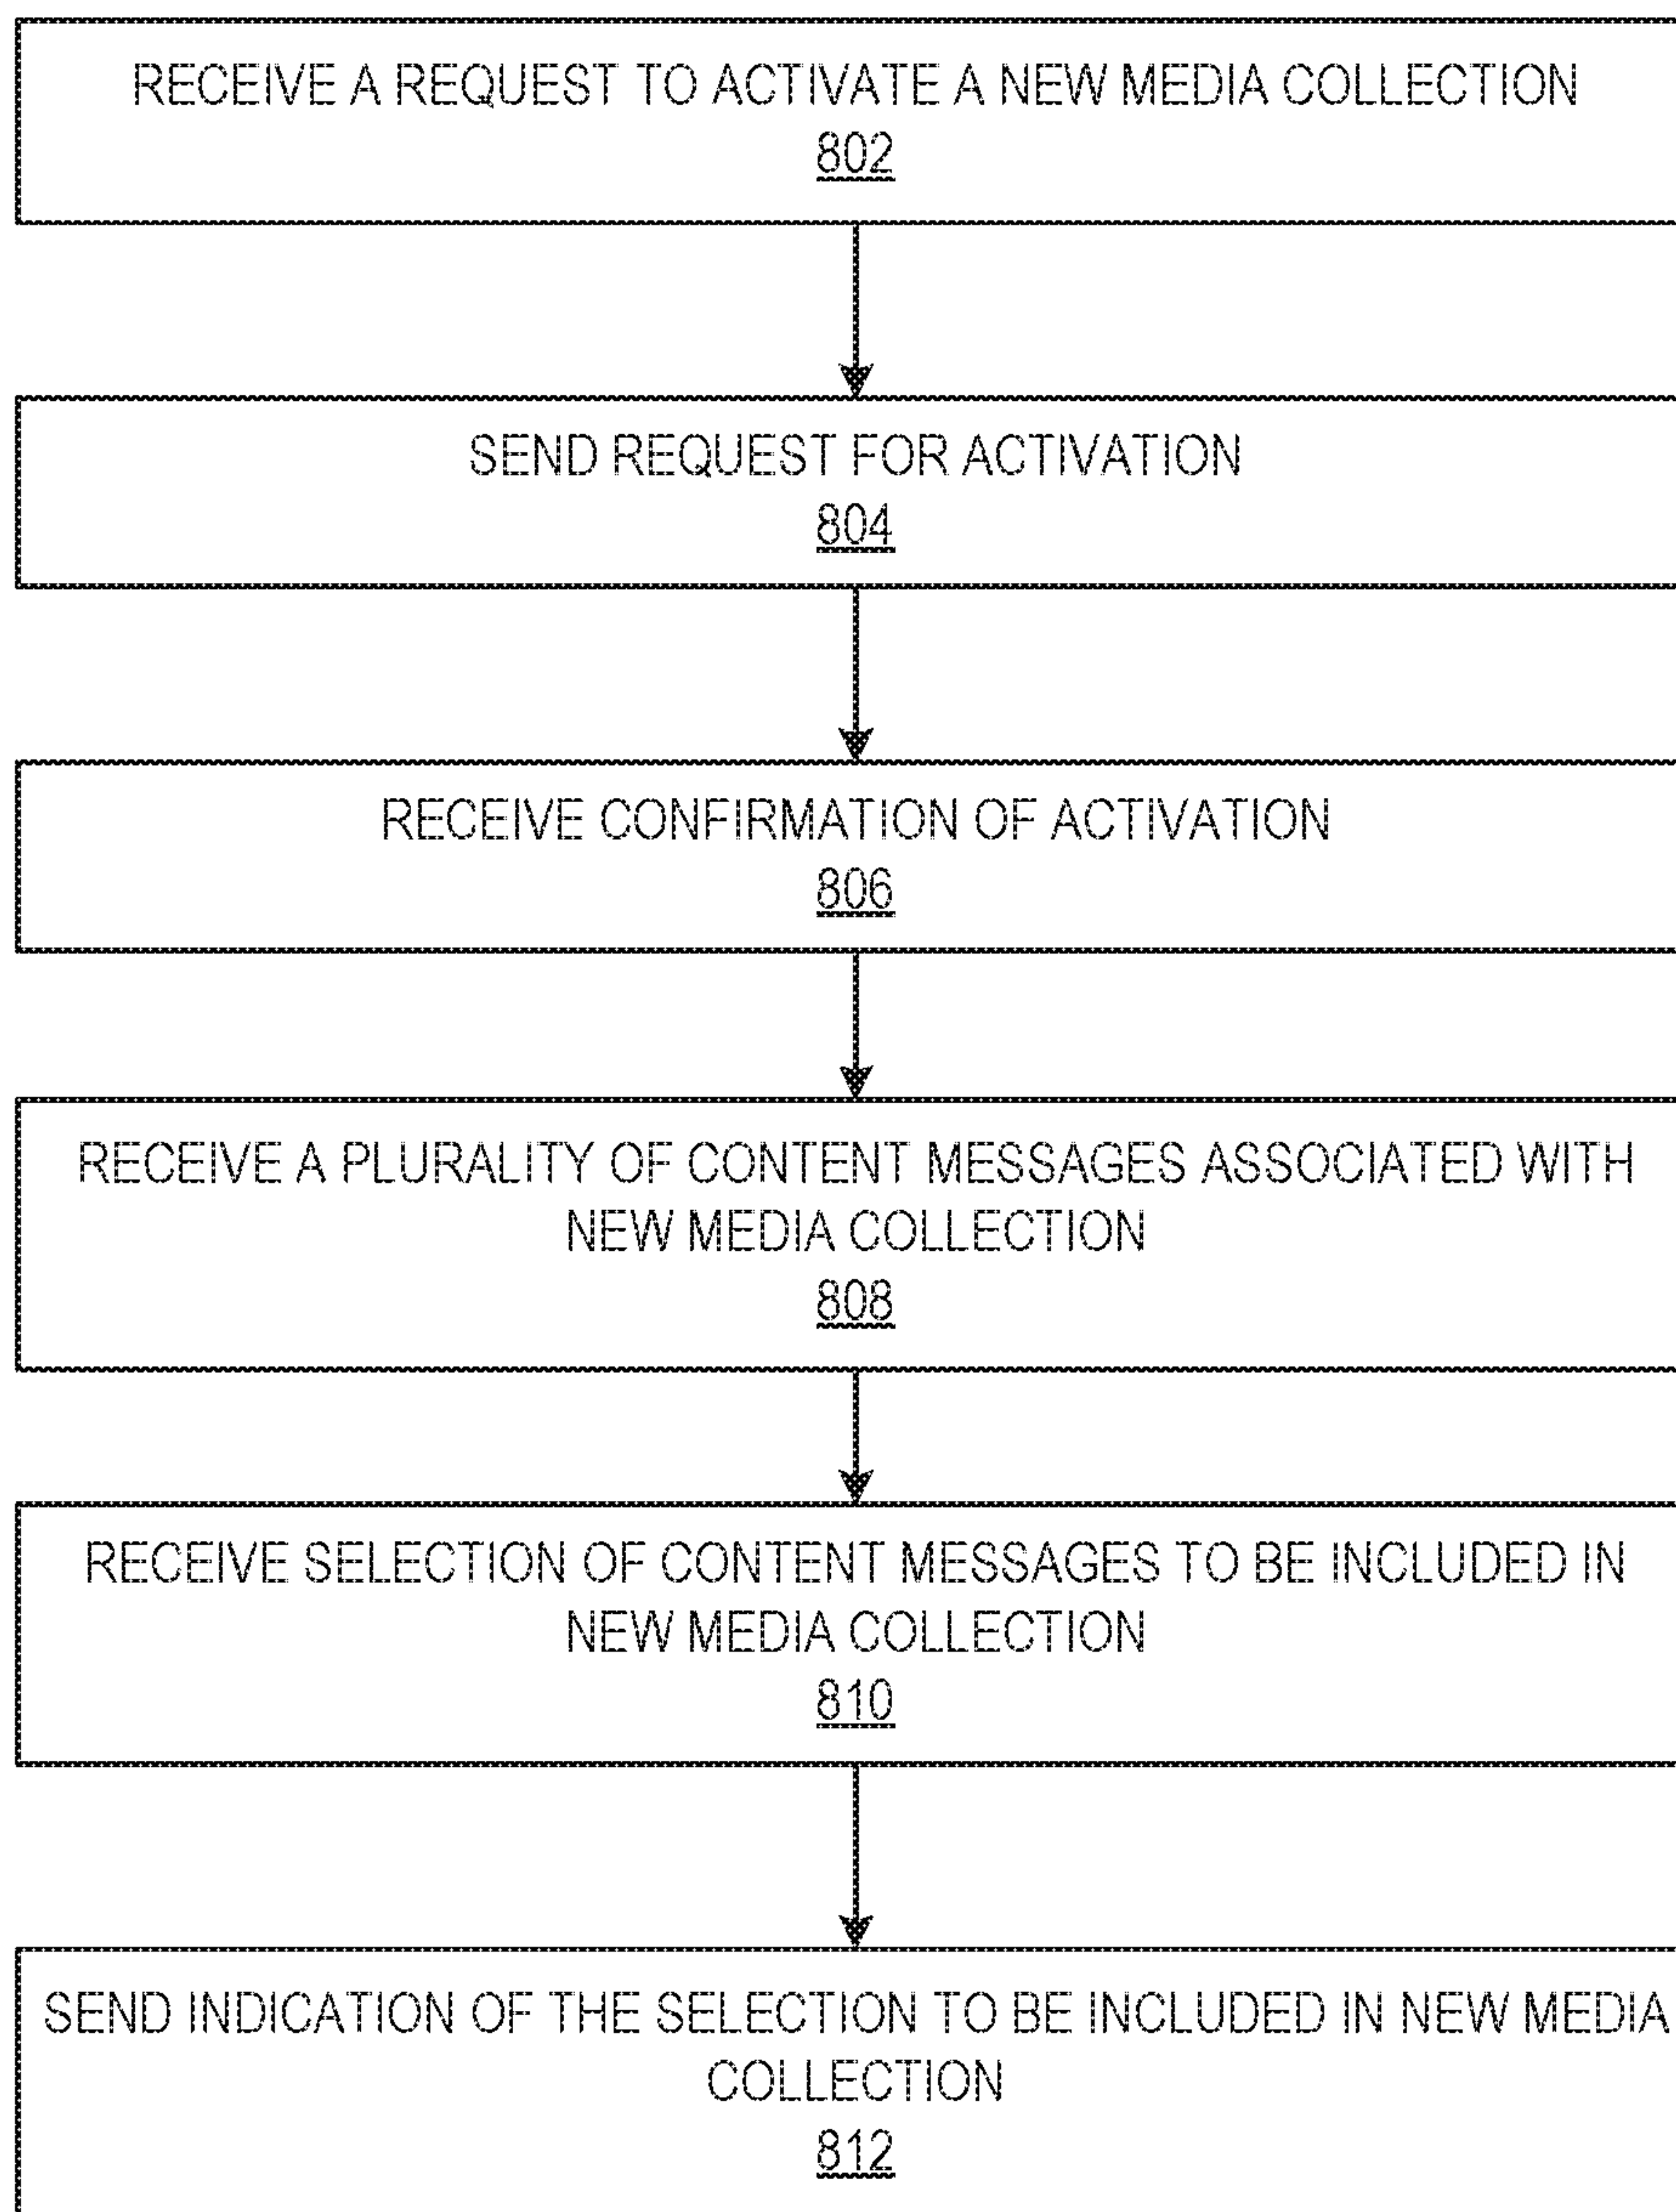 RECEIVE A REQUEST TO ACTIVATE A NEW MEDIA COLLECTION
802
SEND REQUEST FOR ACTIVATION
804
RECEIVE CONFIRMATION OF ACTIVATION
806
RECEIVE A PLURALITY OF CONTENT MESSAGES ASSOCIATED WITH
NEW MEDIA COLLECTION
808
RECEIVE SELECTION OF CONTENT MESSAGES TO BE INCLUDED IN
NEW MEDIA COLLECTION
810
SEND INDICATION OF THE SELECTION TO BE INCLUDED IN NEW MEDIA
COLLECTION
812